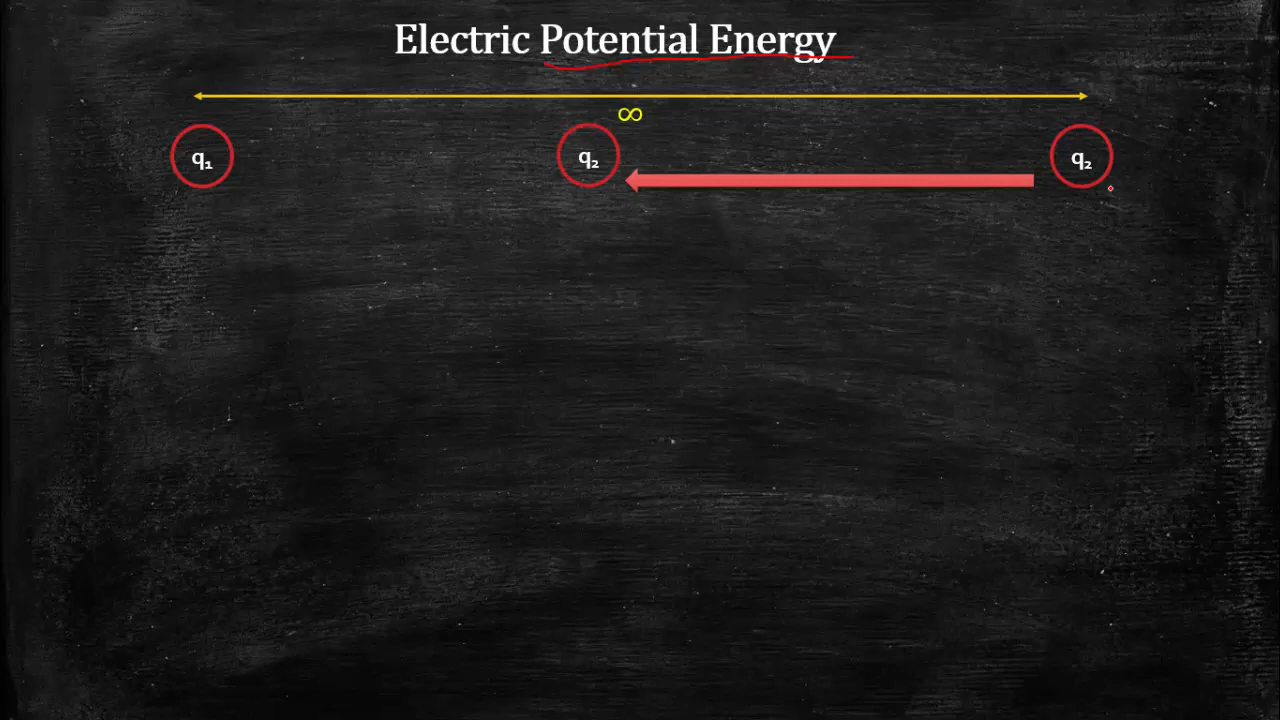 Electric Potential Energy
∞
q₁ q₂ q₂